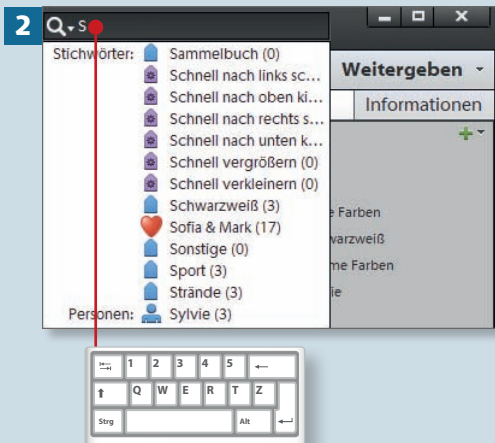 2
S
Stichwörter: Sammelbuch (0)
Schnell nach links sc...
Schnell nach oben ki...
Schnell nach rechts s...
Schnell nach unten k...
Schnell vergrößern (0)
Schnell verkleinern (0)
Schwarzweiß (3)
Sofia & Mark (17)
Sonstige (0)
Sport (3)
Strände (3)
Personen: Sylvie (3)
Weitergeben
Informationen
e Farben
warzweiß
me Farben
ie
1 2 3 4 5
Q W E R T Z
Strg Alt